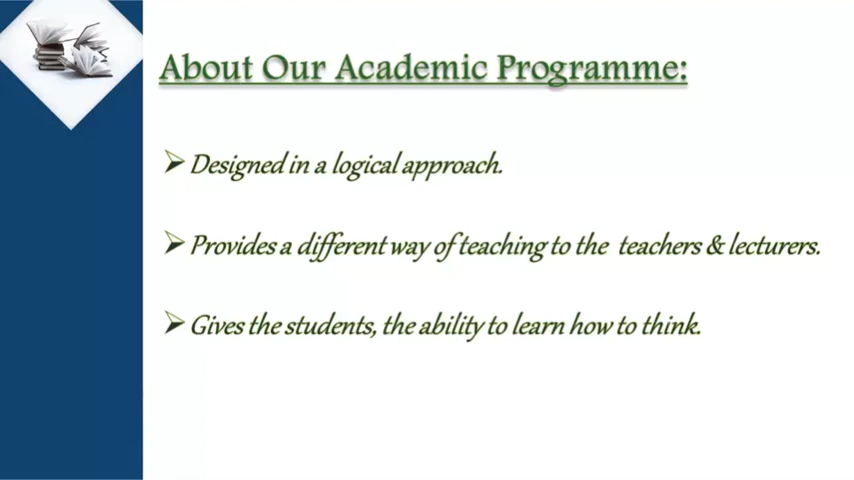 About Our Academic Programme:
Designed in a logical approach.
Provides a different way of teaching to the teachers & lecturers.
Gives the students, the ability to learn how to think.